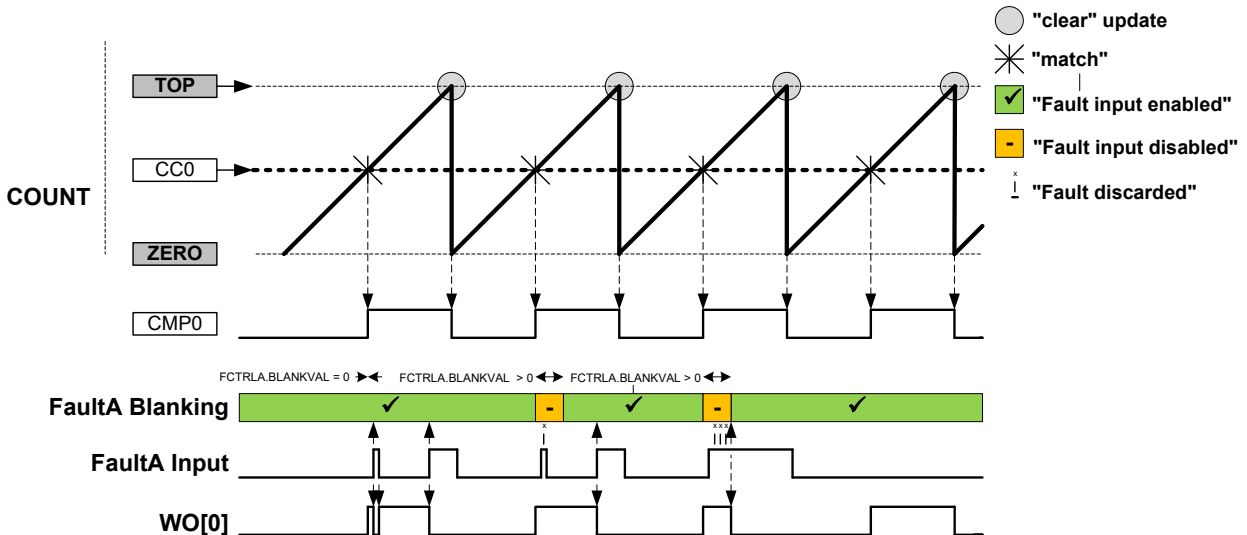 "clear" update
"match"
TOP
"Fault input enabled"
- "Fault input disabled"
CC0
x
"Fault discarded"
COUNT
ZERO
CMP0
FCTRLA.BLANKVAL = 0
FCTRLA.BLANKVAL > 0
FCTRLA.BLANKVAL > 0
FaultA Blanking
✓ - ✓ - ✓
x xxx
FaultA Input
WO[0]